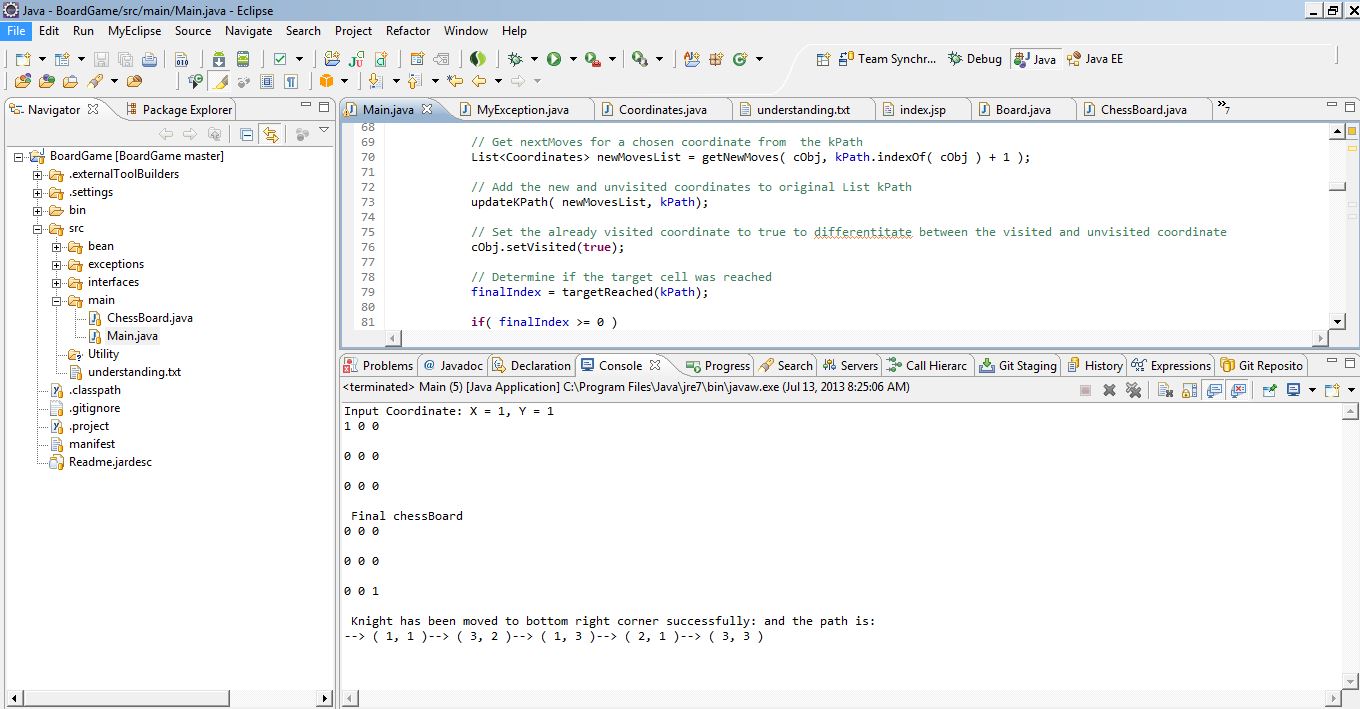 Java - BoardGame/src/main/Main.java - Eclipse
File Edit Run MyEclipse Source Navigate Search Project Refactor Window Help
Team Synchr... Debug Java Java EE
Navigator Package Explorer
BoardGame [BoardGame master]
.externalToolBuilders
.settings
bin
src
bean
exceptions
interfaces
main
ChessBoard.java
Main.java
Utility
understanding.txt
.classpath
.gitignore
.project
manifest
Readme.jardesc
Main.java MyException.java Coordinates.java understanding.txt index.jsp Board.java ChessBoard.java »7
68
69 // Get nextMoves for a chosen coordinate from  the kPath
70 List<Coordinates> newMovesList = getNewMoves( cObj, kPath.indexOf( cObj ) + 1 );
71
72 // Add the new and unvisited coordinates to original List kPath
73 updateKPath( newMovesList, kPath);
74
75 // Set the already visited coordinate to true to differentitate between the visited and unvisited coordinate
76 cObj.setVisited(true);
77
78 // Determine if the target cell was reached
79 finalIndex = targetReached(kPath);
80
81 if( finalIndex >= 0 )
Problems @ Javadoc Declaration Console Progress Search Servers Call Hierarc Git Staging History Expressions Git Reposito
<terminated> Main (5) [Java Application] C:\Program Files\Java\jre7\bin\javaw.exe (Jul 13, 2013 8:25:06 AM)
Input Coordinate: X = 1, Y = 1
1 0 0
0 0 0
0 0 0
Final chessBoard
0 0 0
0 0 0
0 0 1
Knight has been moved to bottom right corner successfully: and the path is:
--> ( 1, 1 )--> ( 3, 2 )--> ( 1, 3 )--> ( 2, 1 )--> ( 3, 3 )